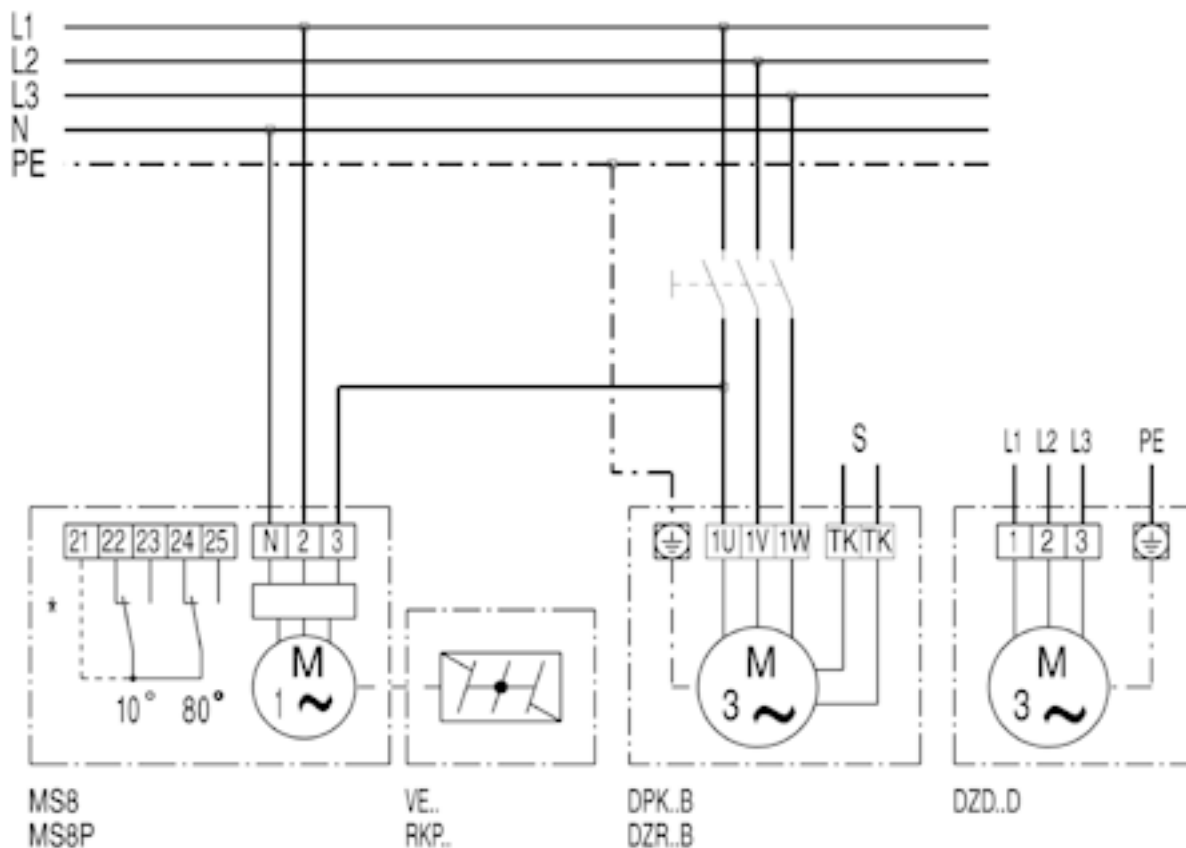 L1
L2
L3
N
PE
S
L1 L2 L3 PE
21 22 23 24 25 N 2 3 1U 1V 1W TK TK 1 2 3
*
M M M
1 ~ 3 ~ 3 ~
10° 80°
MS8 VE.. DPK..B DZD..D
MS8P RKP.. DZR..B